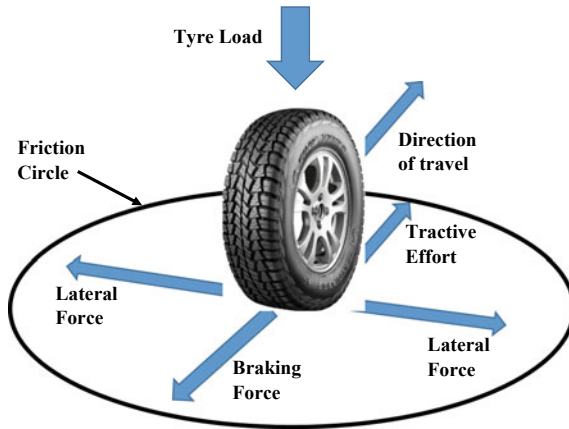 Tyre Load
Direction
of travel
Friction
Circle
Tractive
Effort
Lateral
Force
Braking
Force
Lateral
Force